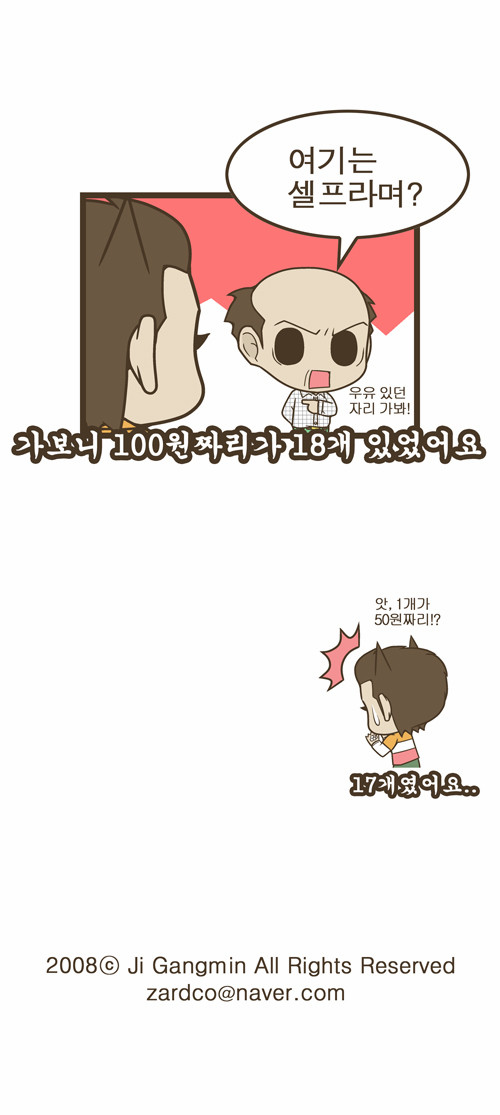 여기는
셀프라며?
우유 있던
자리 가봐!
가보니 100원짜리가 18개 있었어요
앗, 1개가
50원짜리!?
17개였어요..
2008ⓒ Ji Gangmin All Rights Reserved
zardco@naver.com